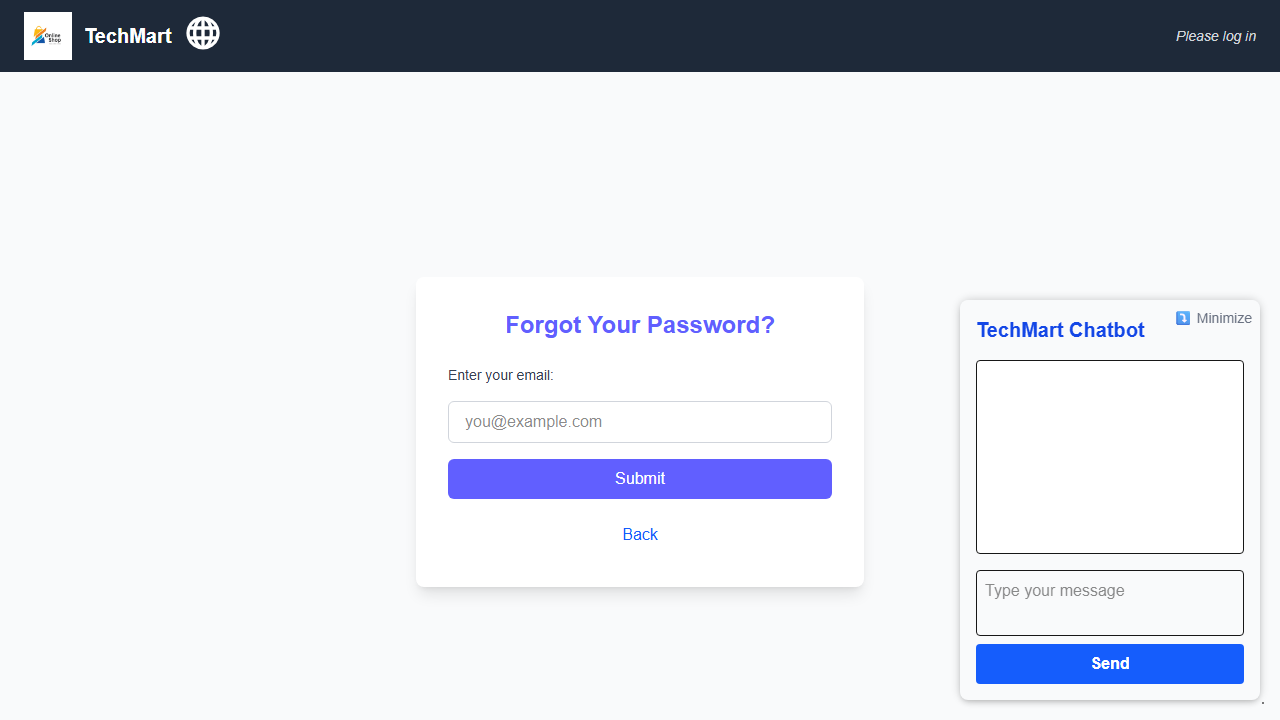 Online
Shop
TechMart
Please log in
Forgot Your Password?
Enter your email:
you@example.com
Submit
Back
Minimize
TechMart Chatbot
Type your message
Send
.